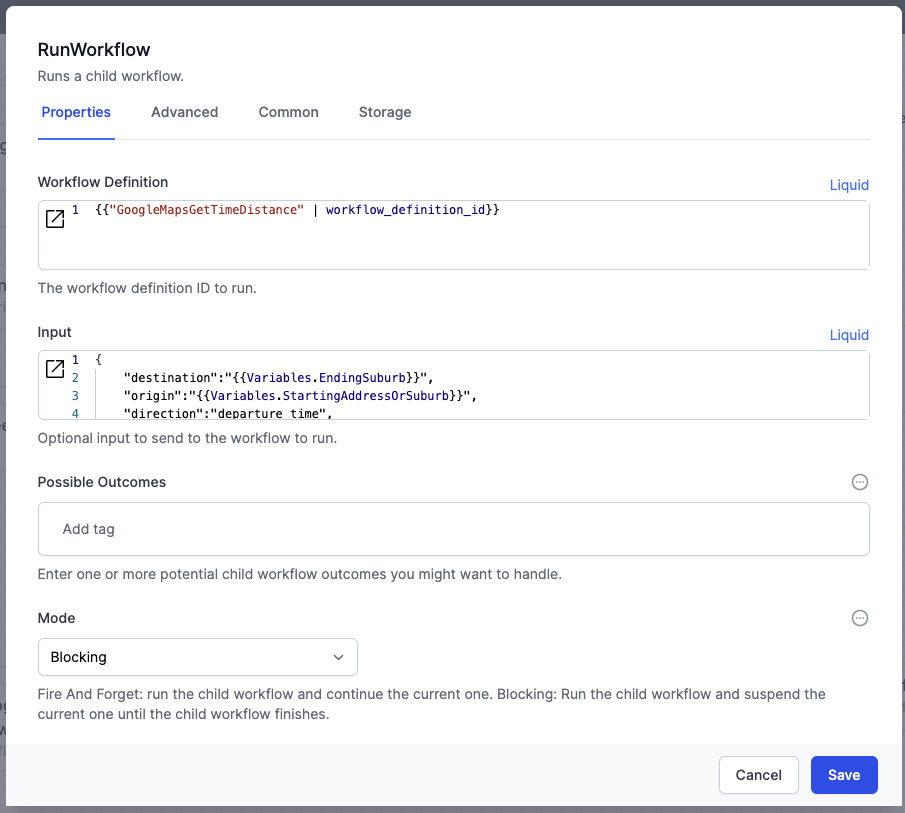 RunWorkflow
Runs a child workflow.
Properties Advanced Common Storage
Workflow Definition
Liquid
1 {{"GoogleMapsGetTimeDistance" | workflow_definition_id}}
The workflow definition ID to run.
Input
Liquid
1 {
2 "destination":"{{Variables.EndingSuburb}}",
3 "origin":"{{Variables.StartingAddressOrSuburb}}",
4 "direction":"departure_time",
Optional input to send to the workflow to run.
Possible Outcomes
Add tag
Enter one or more potential child workflow outcomes you might want to handle.
Mode
Blocking
Fire And Forget: run the child workflow and continue the current one. Blocking: Run the child workflow and suspend the
current one until the child workflow finishes.
Cancel Save